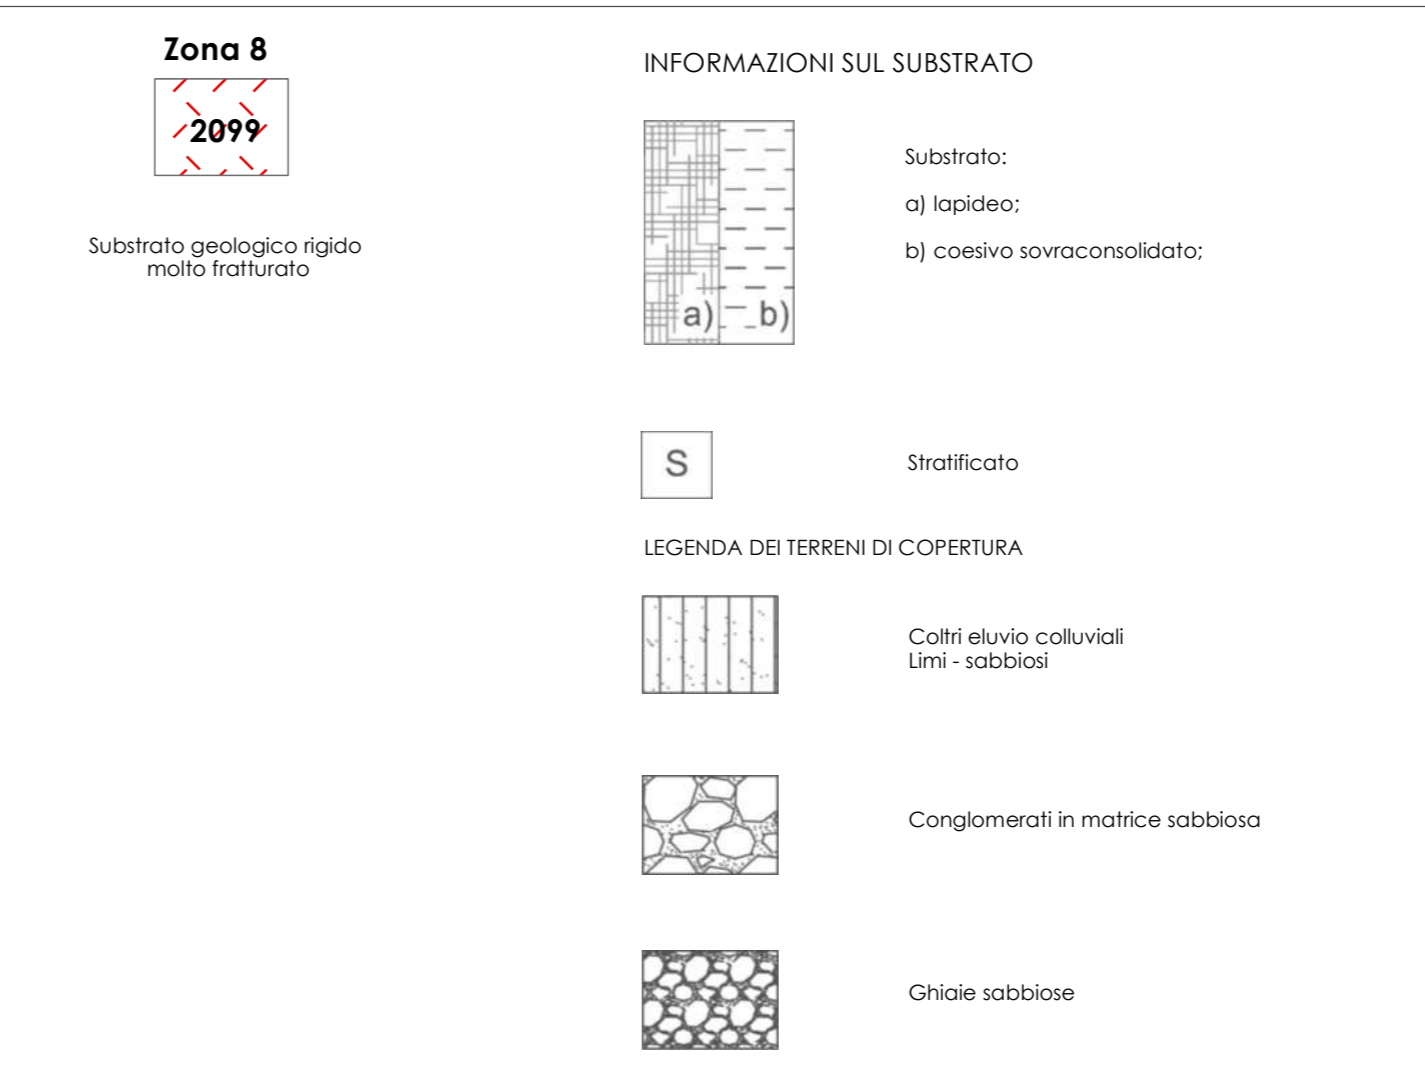 Zona 8
2099
Substrato geologico rigido
molto fratturato
INFORMAZIONI SUL SUBSTRATO
a)
b)
Substrato:
a) lapideo;
b) coesivo sovraconsolidato;
S
Stratificato
LEGENDA DEI TERRENI DI COPERTURA
Coltri eluvio colluviali
Limi - sabbiosi
Conglomerati in matrice sabbiosa
Ghiaie sabbiose